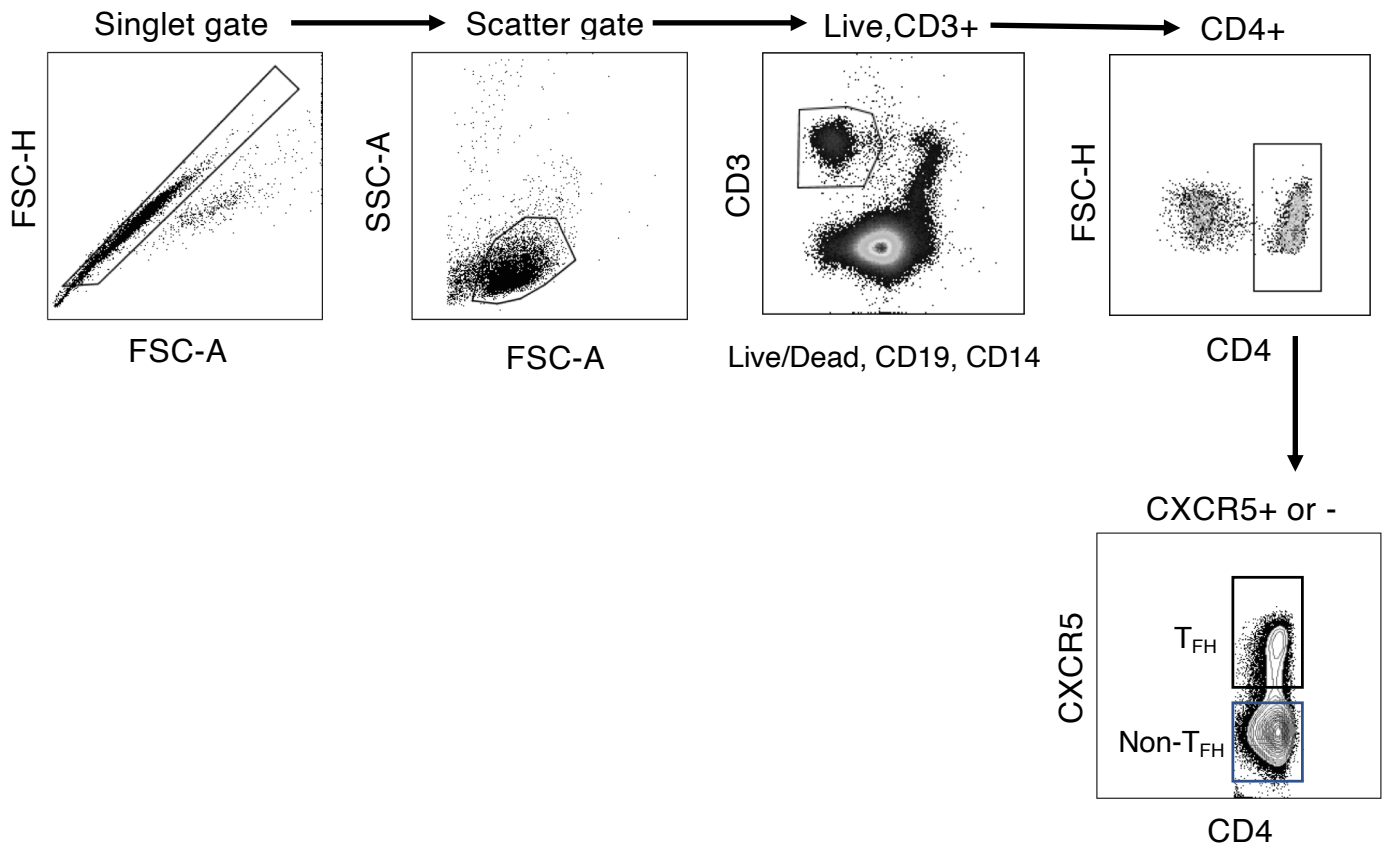 Singlet gate
Scatter gate
Live,CD3+
CD4+
FSC-H
FSC-A
SSC-A
FSC-A
CD3
Live/Dead, CD19, CD14
FSC-H
CD4
CXCR5+ or -
CXCR5
TFH
Non-TFH
CD4